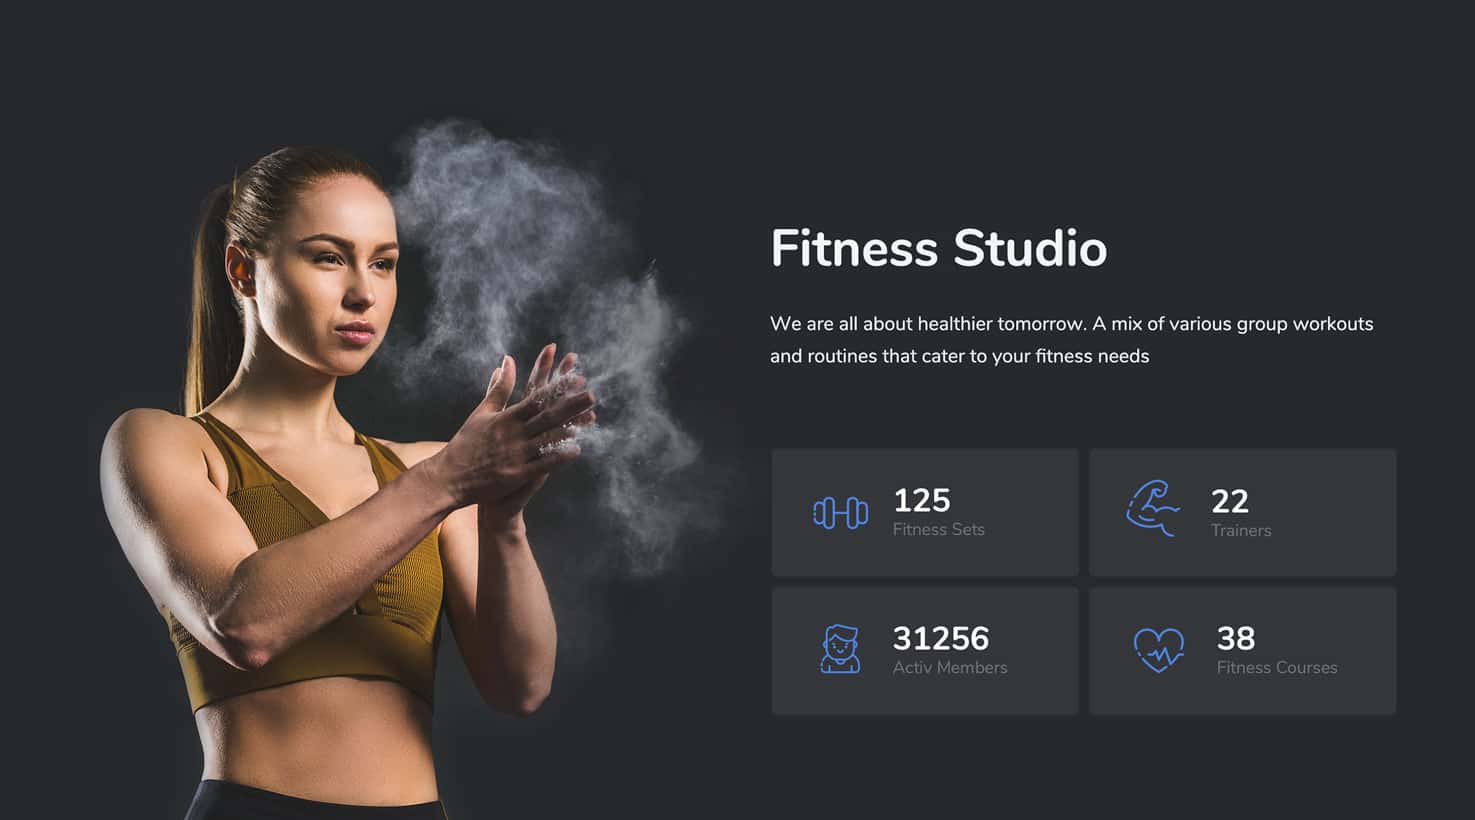 Fitness Studio
We are all about healthier tomorrow. A mix of various group workouts
and routines that cater to your fitness needs
125
Fitness Sets
22
Trainers
31256
Activ Members
38
Fitness Courses